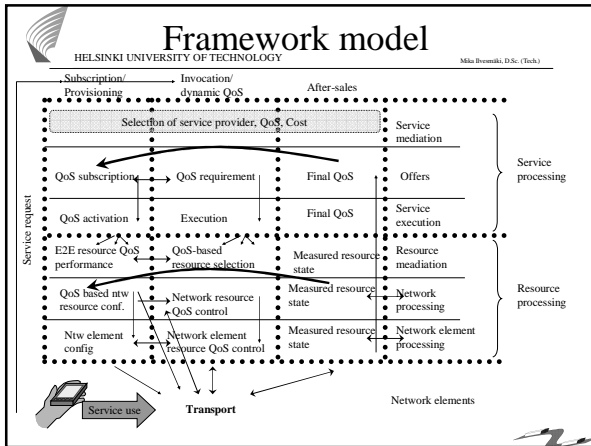 Framework model
HELSINKI UNIVERSITY OF TECHNOLOGY
Mika Ilvesmäki, D.Sc. (Tech.)
Subscription/
Provisioning
Invocation/
dynamic QoS
After-sales
Selection of service provider, QoS, Cost
Service
mediation
QoS subscription
QoS requirement
Final QoS
Offers
Service
processing
QoS activation
Execution
Final QoS
Service
execution
Service request
E2E resource QoS
performance
QoS-based
resource selection
Measured resource
state
Resource
meadiation
QoS based ntw
resource conf.
Network resource
QoS control
Measured resource
state
Network
processing
Resource
processing
Ntw element
config
Network element
resource QoS control
Measured resource
state
Network element
processing
Service use
Transport
Network elements